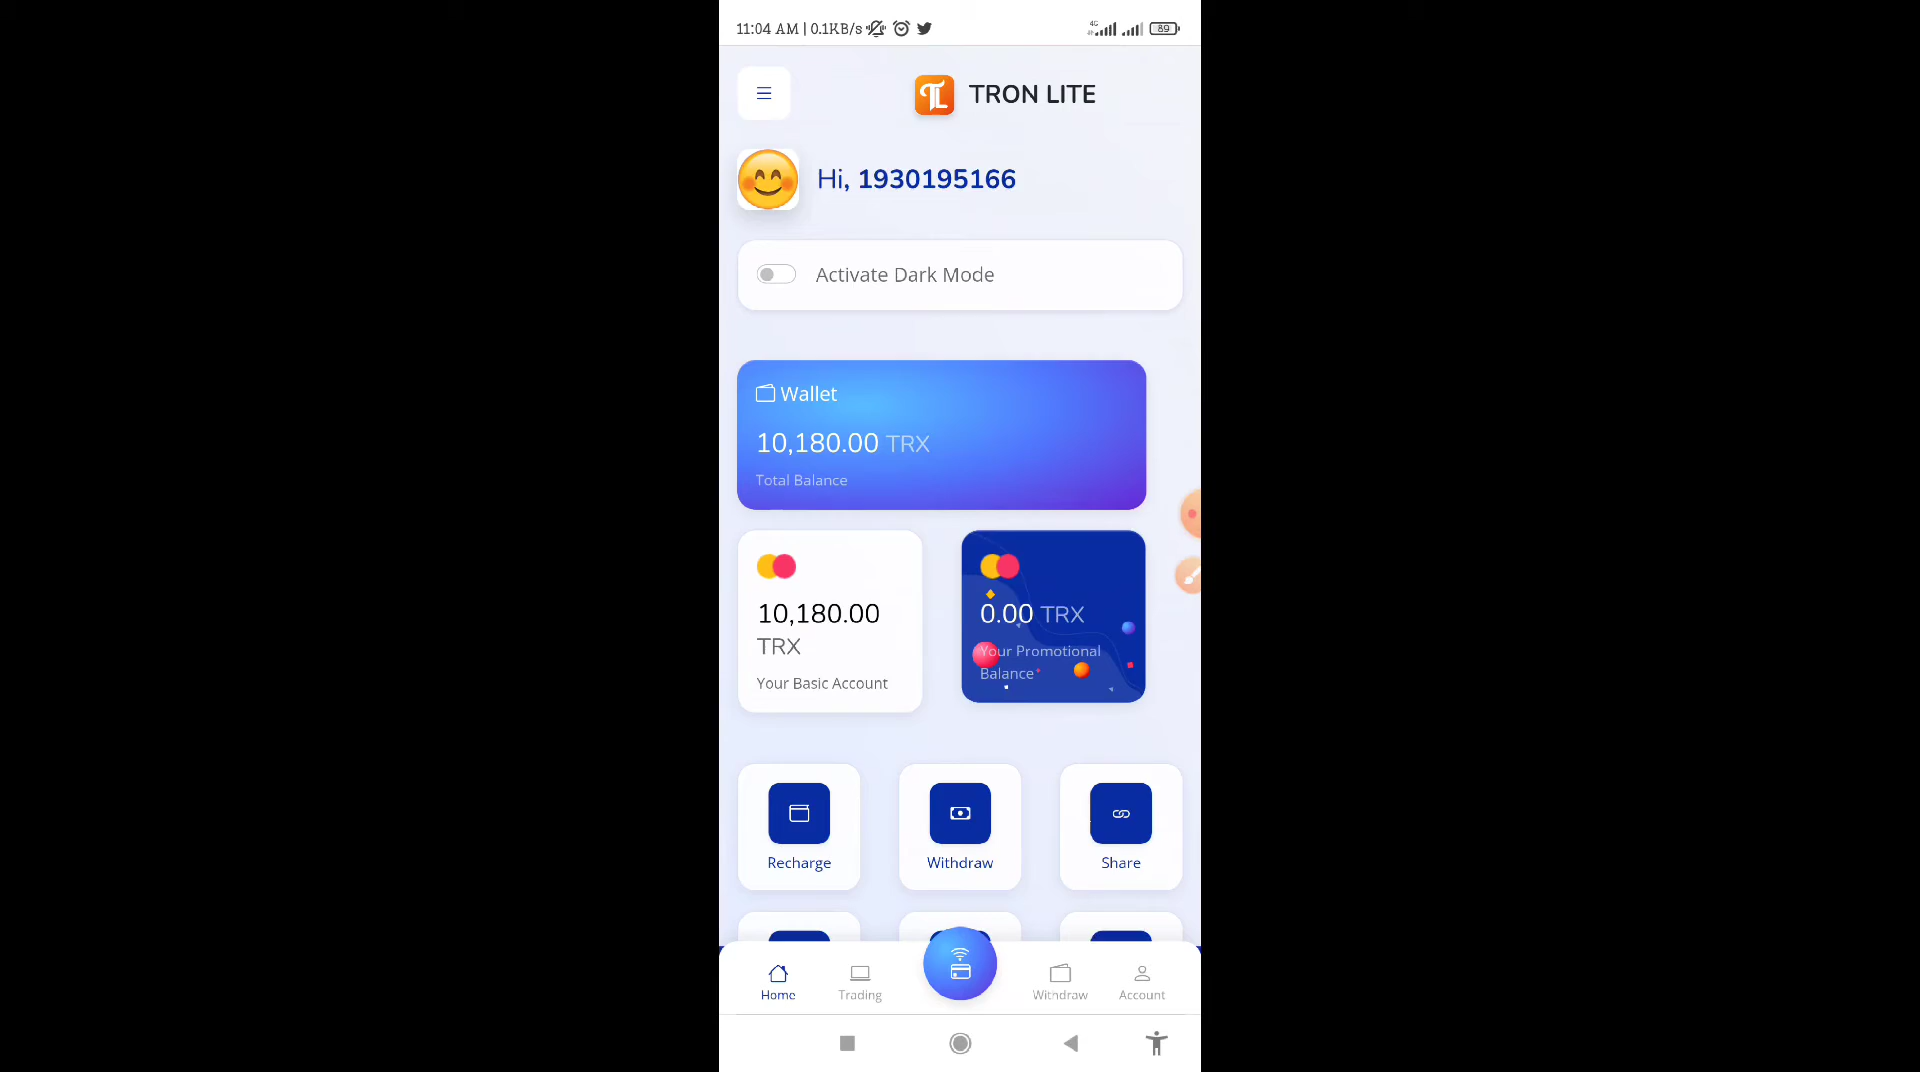 11:04 AM | 0.1KB/s
4G
89
TRON LITE
Hi, 1930195166
Activate Dark Mode
Wallet
10,180.00 TRX
Total Balance
10,180.00
TRX
Your Basic Account
0.00 TRX
Your Promotional
Balance*
Recharge
Withdraw
Share
Home
Trading
Withdraw
Account